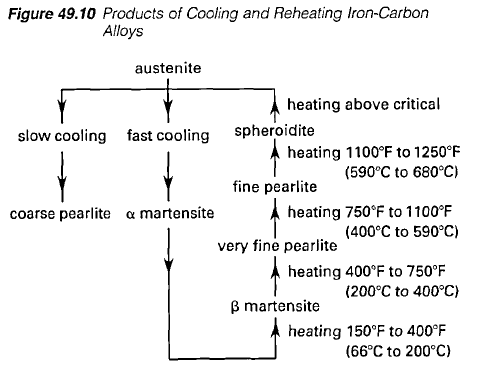 Figure 49.10 Products of Cooling and Reheating Iron-Carbon
Alloys
austenite
slow cooling
coarse pearlite
fast cooling
α martensite
heating above critical
spheroidite
heating 1100°F to 1250°F
(590°C to 680°C)
fine pearlite
heating 750°F to 1100°F
(400°C to 590°C)
very fine pearlite
heating 400°F to 750°F
(200°C to 400°C)
β martensite
heating 150°F to 400°F
(66°C to 200°C)